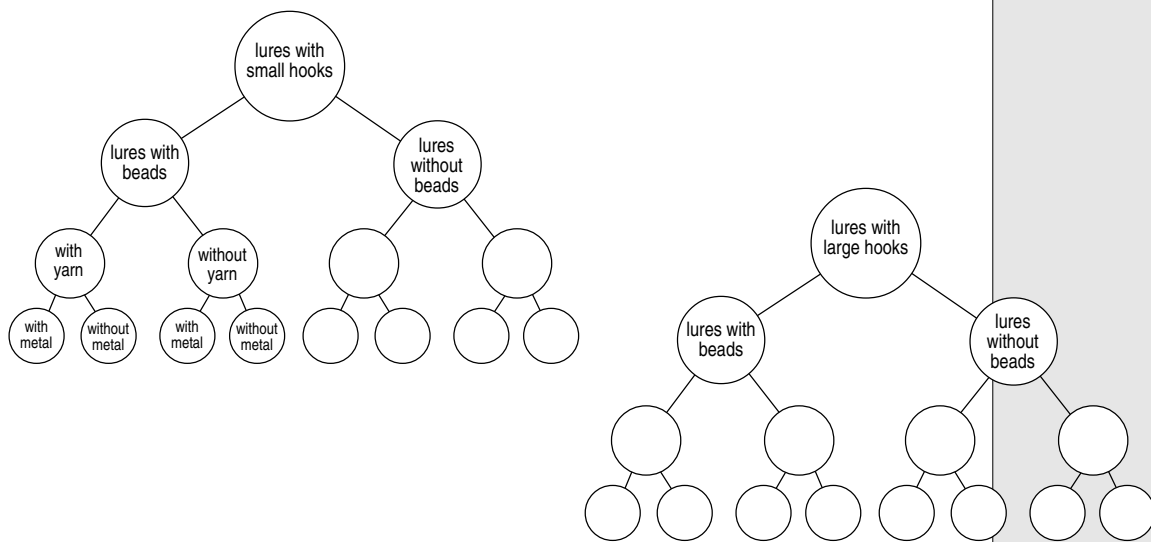 lures with
small hooks
lures with
beads
lures
without
beads
with
yarn
without
yarn
with
metal
without
metal
with
metal
without
metal
lures with
large hooks
lures with
beads
lures
without
beads